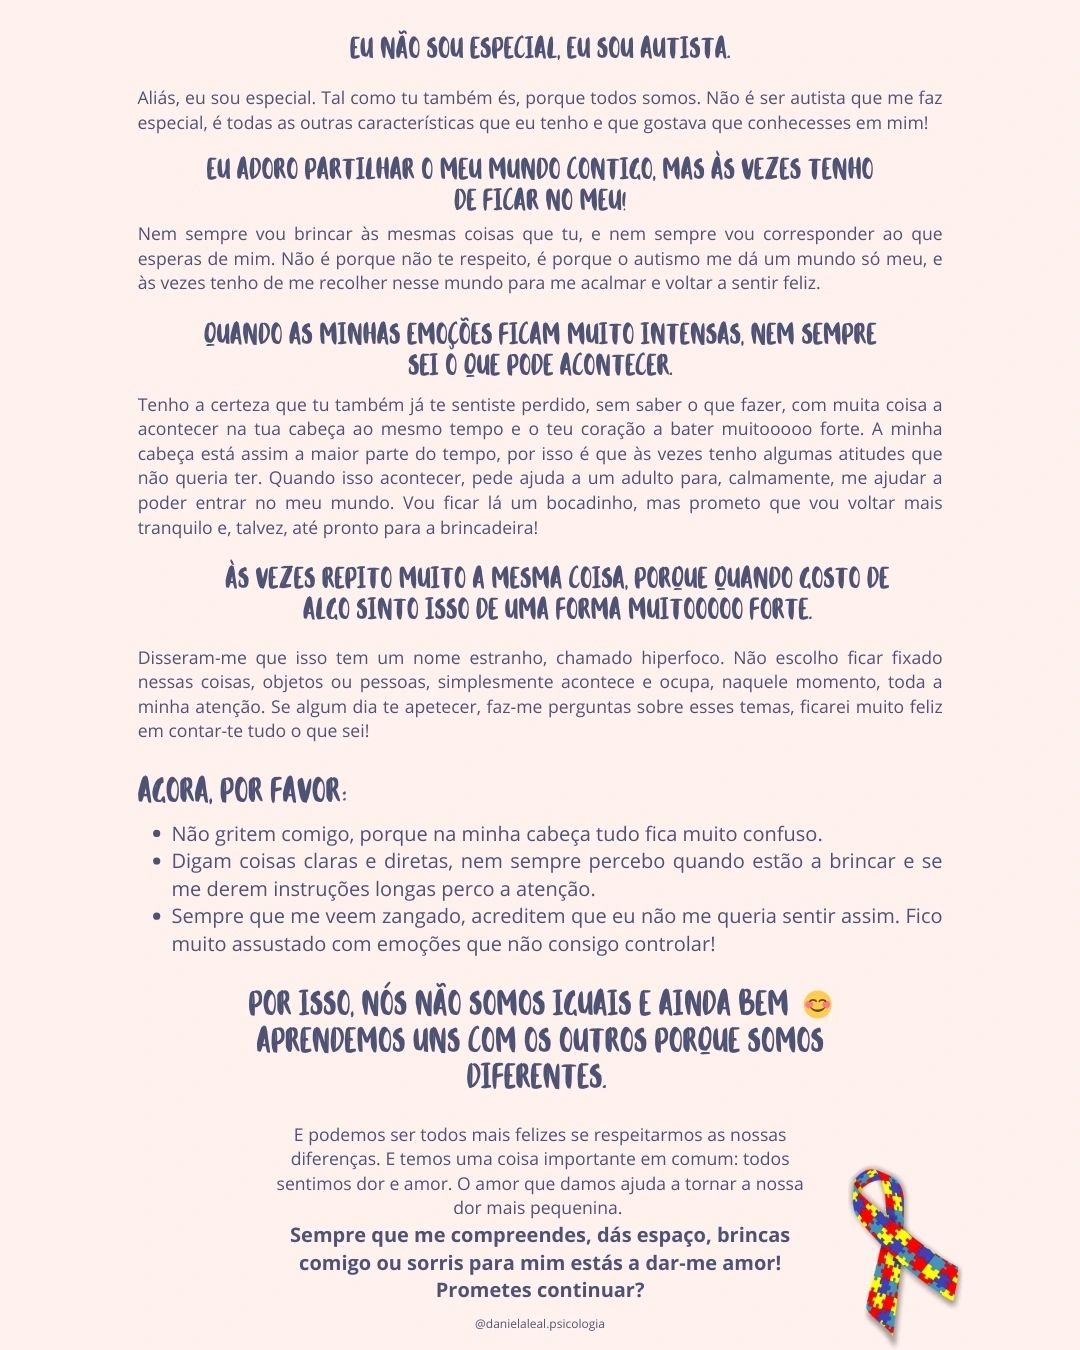 EU NÃO SOU ESPECIAL, EU SOU AUTISTA.
Aliás, eu sou especial. Tal como tu também és, porque todos somos. Não é ser autista que me faz
especial, é todas as outras características que eu tenho e que gostava que conhecesses em mim!
EU ADORO PARTILHAR O MEU MUNDO CONTIGO, MAS ÀS VEZES TENHO
DE FICAR NO MEU!
Nem sempre vou brincar às mesmas coisas que tu, e nem sempre vou corresponder ao que
esperas de mim. Não é porque não te respeito, é porque o autismo me dá um mundo só meu, e
às vezes tenho de me recolher nesse mundo para me acalmar e voltar a sentir feliz.
QUANDO AS MINHAS EMOÇÕES FICAM MUITO INTENSAS, NEM SEMPRE
SEI O QUE PODE ACONTECER.
Tenho a certeza que tu também já te sentiste perdido, sem saber o que fazer, com muita coisa a
acontecer na tua cabeça ao mesmo tempo e o teu coração a bater muitooooo forte. A minha
cabeça está assim a maior parte do tempo, por isso é que às vezes tenho algumas atitudes que
não queria ter. Quando isso acontecer, pede ajuda a um adulto para, calmamente, me ajudar a
poder entrar no meu mundo. Vou ficar lá um bocadinho, mas prometo que vou voltar mais
tranquilo e, talvez, até pronto para a brincadeira!
ÀS VEZES REPITO MUITO A MESMA COISA, PORQUE QUANDO GOSTO DE
ALGO SINTO ISSO DE UMA FORMA MUITOOOOO FORTE.
Disseram-me que isso tem um nome estranho, chamado hiperfoco. Não escolho ficar fixado
nessas coisas, objetos ou pessoas, simplesmente acontece e ocupa, naquele momento, toda a
minha atenção. Se algum dia te apetecer, faz-me perguntas sobre esses temas, ficarei muito feliz
em contar-te tudo o que sei!
AGORA, POR FAVOR:
• Não gritem comigo, porque na minha cabeça tudo fica muito confuso.
• Digam coisas claras e diretas, nem sempre percebo quando estão a brincar e se
me derem instruções longas perco a atenção.
• Sempre que me veem zangado, acreditem que eu não me queria sentir assim. Fico
muito assustado com emoções que não consigo controlar!
POR ISSO, NÓS NÃO SOMOS IGUAIS E AINDA BEM 😊
APRENDEMOS UNS COM OS OUTROS PORQUE SOMOS
DIFERENTES.
E podemos ser todos mais felizes se respeitarmos as nossas
diferenças. E temos uma coisa importante em comum: todos
sentimos dor e amor. O amor que damos ajuda a tornar a nossa
dor mais pequenina.
Sempre que me compreendes, dás espaço, brincas
comigo ou sorris para mim estás a dar-me amor!
Prometes continuar?
@danielaleal.psicologia